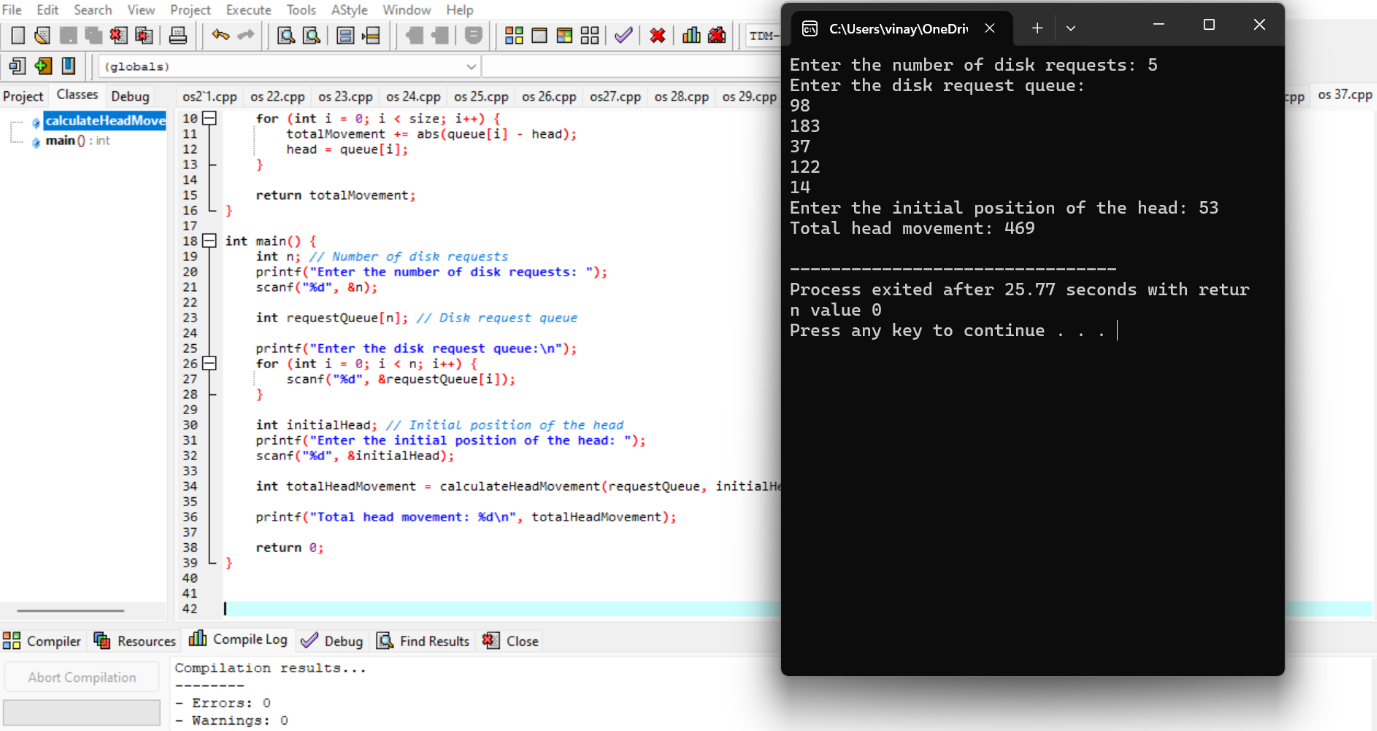 File Edit Search View Project Execute Tools AStyle Window Help
TDM-
(globals)
Project Classes Debug
os2`1.cpp os 22.cpp os 23.cpp os 24.cpp os 25.cpp os 26.cpp os27.cpp os 28.cpp os 29.cpp cpp os 37.cpp
calculateHeadMove
main () : int
10 for (int i = 0; i < size; i++) {
11 totalMovement += abs(queue[i] - head);
12 head = queue[i];
13 }
14
15 return totalMovement;
16 }
17
18 int main() {
19 int n; // Number of disk requests
20 printf("Enter the number of disk requests: ");
21 scanf("%d", &n);
22
23 int requestQueue[n]; // Disk request queue
24
25 printf("Enter the disk request queue:\n");
26 for (int i = 0; i < n; i++) {
27 scanf("%d", &requestQueue[i]);
28 }
29
30 int initialHead; // Initial position of the head
31 printf("Enter the initial position of the head: ");
32 scanf("%d", &initialHead);
33
34 int totalHeadMovement = calculateHeadMovement(requestQueue, initialHe
35
36 printf("Total head movement: %d\n", totalHeadMovement);
37
38 return 0;
39 }
40
41
42
C:\Users\vinay\OneDri
Enter the number of disk requests: 5
Enter the disk request queue:
98
183
37
122
14
Enter the initial position of the head: 53
Total head movement: 469
--------------------------------
Process exited after 25.77 seconds with retur
n value 0
Press any key to continue . . .
Compiler Resources Compile Log Debug Find Results Close
Abort Compilation
Compilation results...
--------
- Errors: 0
- Warnings: 0